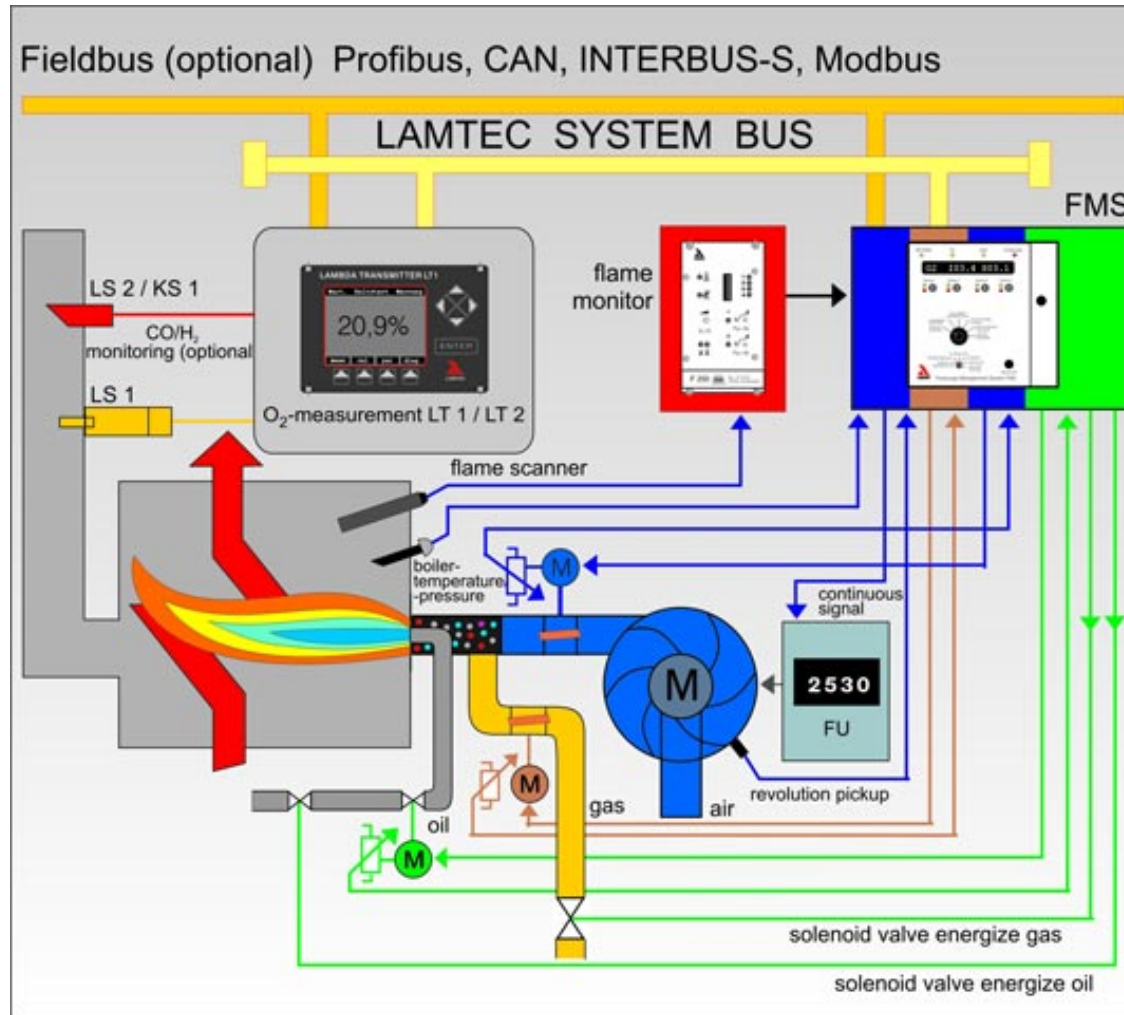 Fieldbus (optional) Profibus, CAN, INTERBUS-S, Modbus
LAMTEC SYSTEM BUS
FMS
LS 2 / KS 1
CO/H₂
monitoring (optional
LS 1
LAMBDA TRANSMITTER LT1
20,9%
ENTER
LAMTEC
O₂-measurement LT 1 / LT 2
flame
monitor
flame scanner
boiler-
temperature/
-pressure
M
continuous
signal
M
2530
FU
M
gas
air
revolution pickup
oil
M
solenoid valve energize gas
solenoid valve energize oil